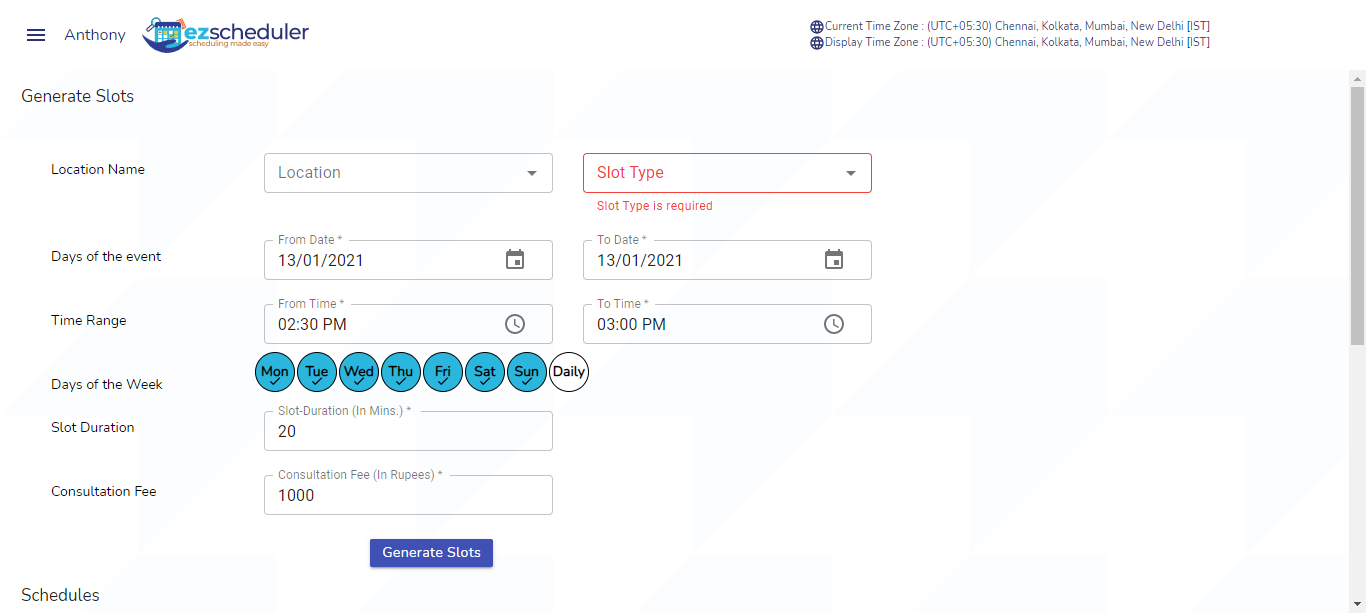 Anthony
ezscheduler
scheduling made easy
Current Time Zone : (UTC+05:30) Chennai, Kolkata, Mumbai, New Delhi [IST]
Display Time Zone : (UTC+05:30) Chennai, Kolkata, Mumbai, New Delhi [IST]
Generate Slots
Location Name
Location
Slot Type
Slot Type is required
Days of the event
From Date *
13/01/2021
To Date *
13/01/2021
Time Range
From Time *
02:30 PM
To Time *
03:00 PM
Days of the Week
Mon Tue Wed Thu Fri Sat Sun Daily
Slot Duration
Slot-Duration (In Mins.) *
20
Consultation Fee
Consultation Fee (In Rupees) *
1000
Generate Slots
Schedules